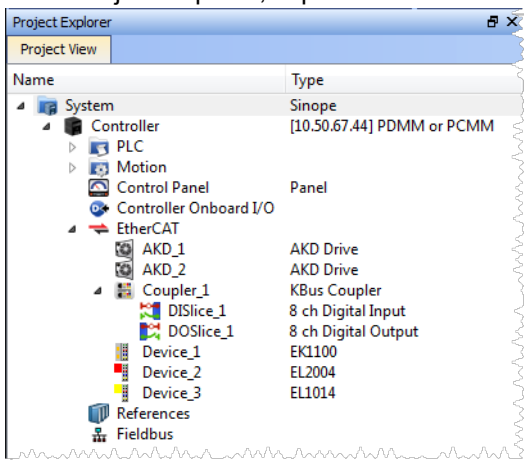 Project Explorer
Project View
Name Type
System Sinope
Controller [10.50.67.44] PDMM or PCMM
PLC
Motion
Control Panel Panel
Controller Onboard I/O
EtherCAT
AKD_1 AKD Drive
AKD_2 AKD Drive
Coupler_1 KBus Coupler
DISlice_1 8 ch Digital Input
DOSlice_1 8 ch Digital Output
Device_1 EK1100
Device_2 EL2004
Device_3 EL1014
References
Fieldbus